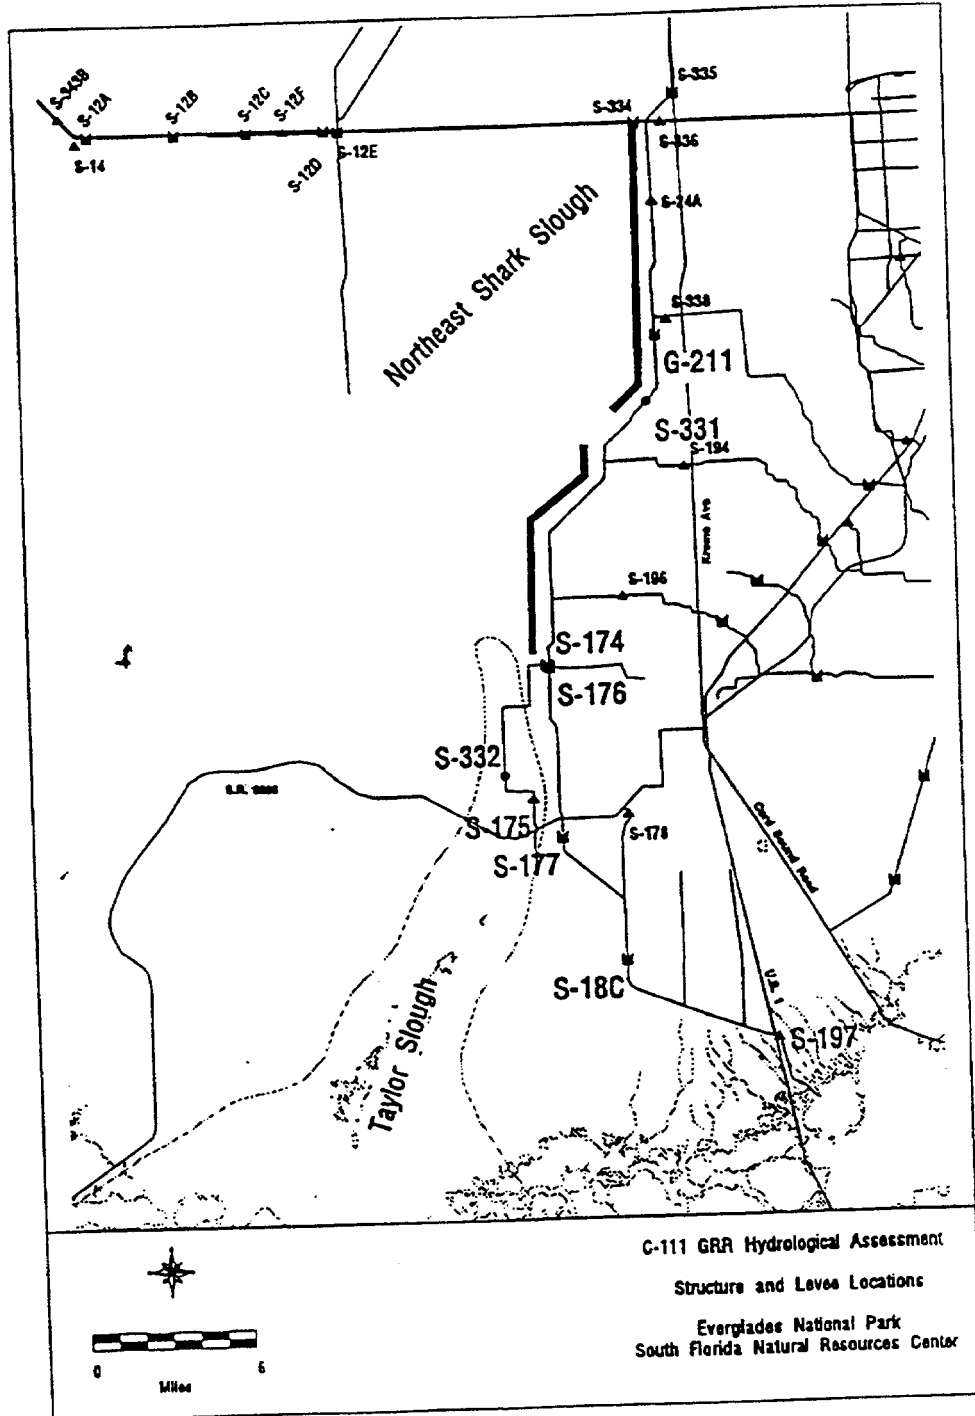 S-343B
S-12A
S-12B
S-12C
S-12F
S-14
S-12D
S-12E
S-334
S-335
S-336
S-24A
S-338
Northeast Shark Slough
G-211
S-331
S-194
Krome Ave
S-196
S-174
S-176
S-332
S-175
S-177
S-178
Card Sound Road
S-18C
U.S. 1
S-197
Taylor Slough
0
6
Miles
C-111 GRR Hydrological Assessment
Structure and Levee Locations
Everglades National Park
South Florida Natural Resources Center